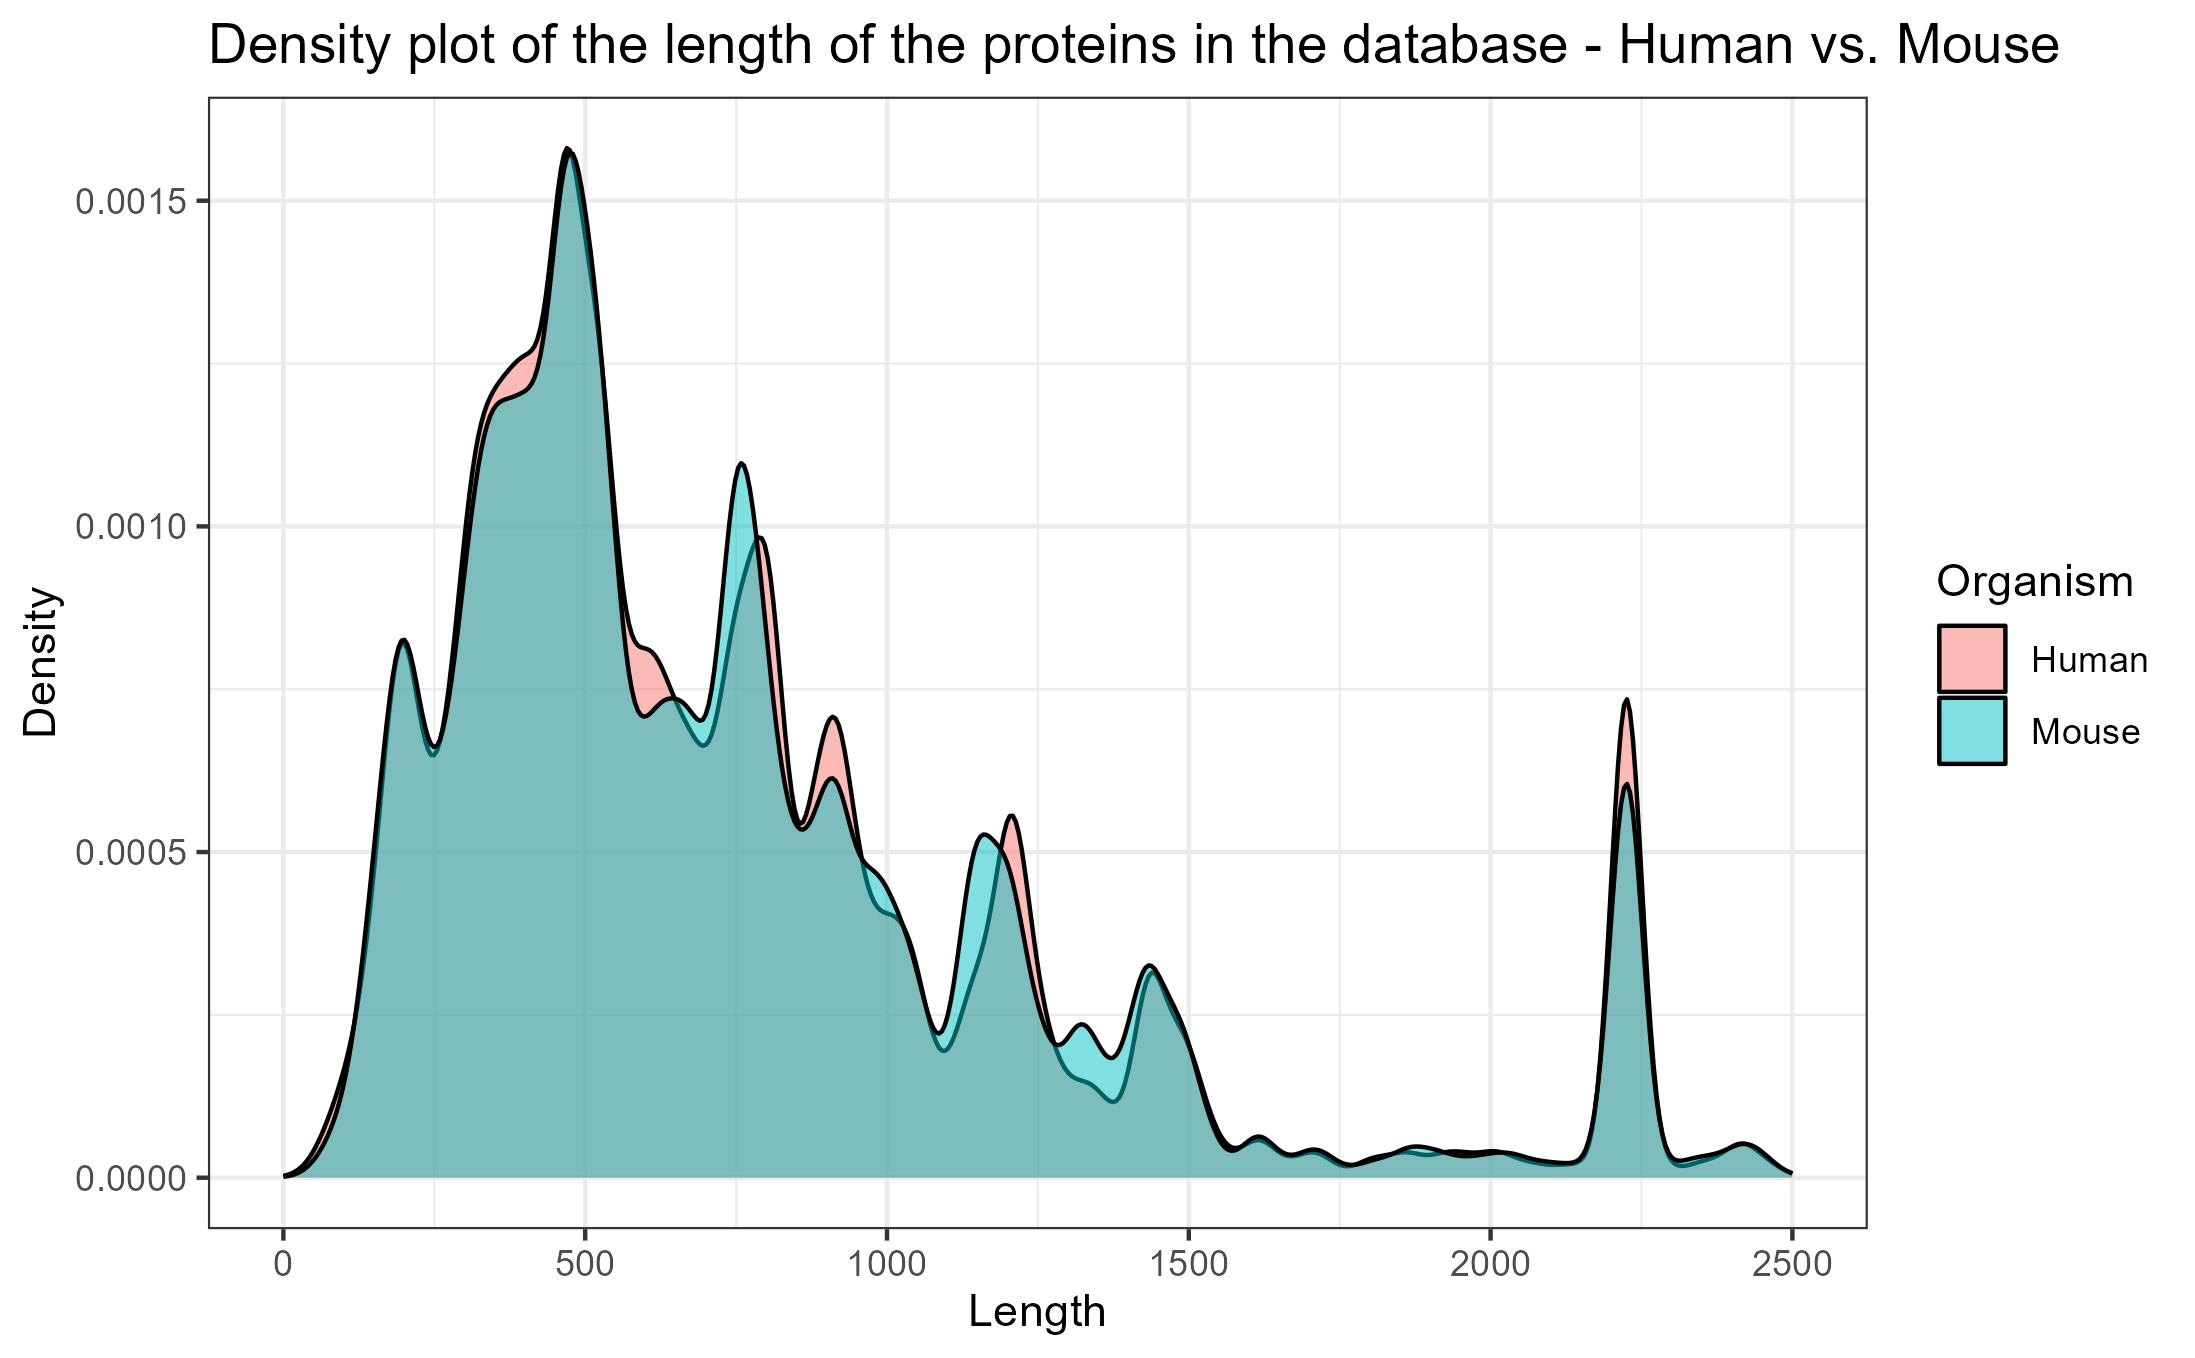 Density plot of the length of the proteins in the database - Human vs. Mouse
0.0015
0.0010
0.0005
0.0000
Density
0 500 1000 1500 2000 2500
Length
Organism
Human
Mouse